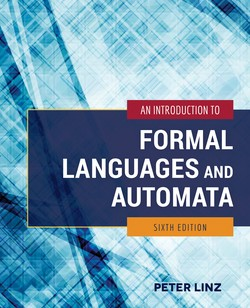 AN INTRODUCTION TO
FORMAL
LANGUAGES AND
AUTOMATA
SIXTH EDITION
PETER LINZ